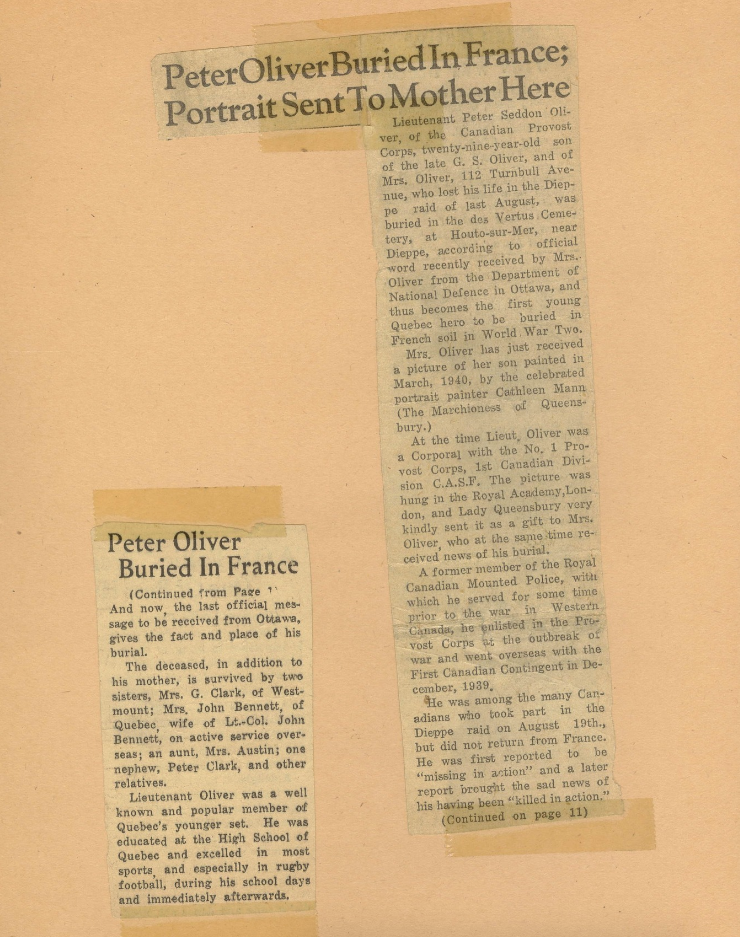 Peter Oliver Buried In France;
Portrait Sent To Mother Here
Lieutenant Peter Seddon Oli-
ver, of the Canadian Provost
Corps, twenty-nine-year-old son
of the late G. S. Oliver, and of
Mrs. Oliver, 112 Turnbull Ave-
nue, who lost his life in the Diep-
pe raid of last August, was
buried in the des Vertus Ceme-
tery, at Houto-sur-Mer, near
Dieppe, according to official
word recently received by Mrs.
Oliver from the Department of
National Defence in Ottawa, and
thus becomes the first young
Quebec hero to be buried in
French soil in World War Two.
Mrs. Oliver has just received
a picture of her son painted in
March, 1940, by the celebrated
portrait painter Cathleen Mann
(The Marchioness of Queens-
bury.)
At the time Lieut. Oliver was
a Corporal with the No. 1 Pro-
vost Corps, 1st Canadian Divi-
sion C.A.S.F. The picture was
hung in the Royal Academy, Lon-
don, and Lady Queensbury very
kindly sent it as a gift to Mrs.
Oliver, who at the same time re-
ceived news of his burial.
A former member of the Royal
Canadian Mounted Police, with
which he served for some time
prior to the war in Western
Canada, he enlisted in the Pro-
vost Corps at the outbreak of
war and went overseas with the
First Canadian Contingent in De-
cember, 1939.
He was among the many Can-
adians who took part in the
Dieppe raid on August 19th.,
but did not return from France.
He was first reported to be
"missing in action" and a later
report brought the sad news of
his having been "killed in action."
(Continued on page 11)
Peter Oliver
Buried In France
(Continued from Page
And now the last official mes-
sage to be received from Ottawa,
gives the fact and place of his
burial.
The deceased, in addition to
his mother, is survived by two
sisters, Mrs. G. Clark, of West-
mount; Mrs. John Bennett, of
Quebec, wife of Lt.-Col. John
Bennett, on active service over-
seas; an aunt, Mrs. Austin; one
nephew, Peter Clark, and other
relatives.
Lieutenant Oliver was a well
known and popular member of
Quebec's younger set. He was
educated at the High School of
Quebec and excelled in most
sports, and especially in rugby
football, during his school days
and immediately afterwards.